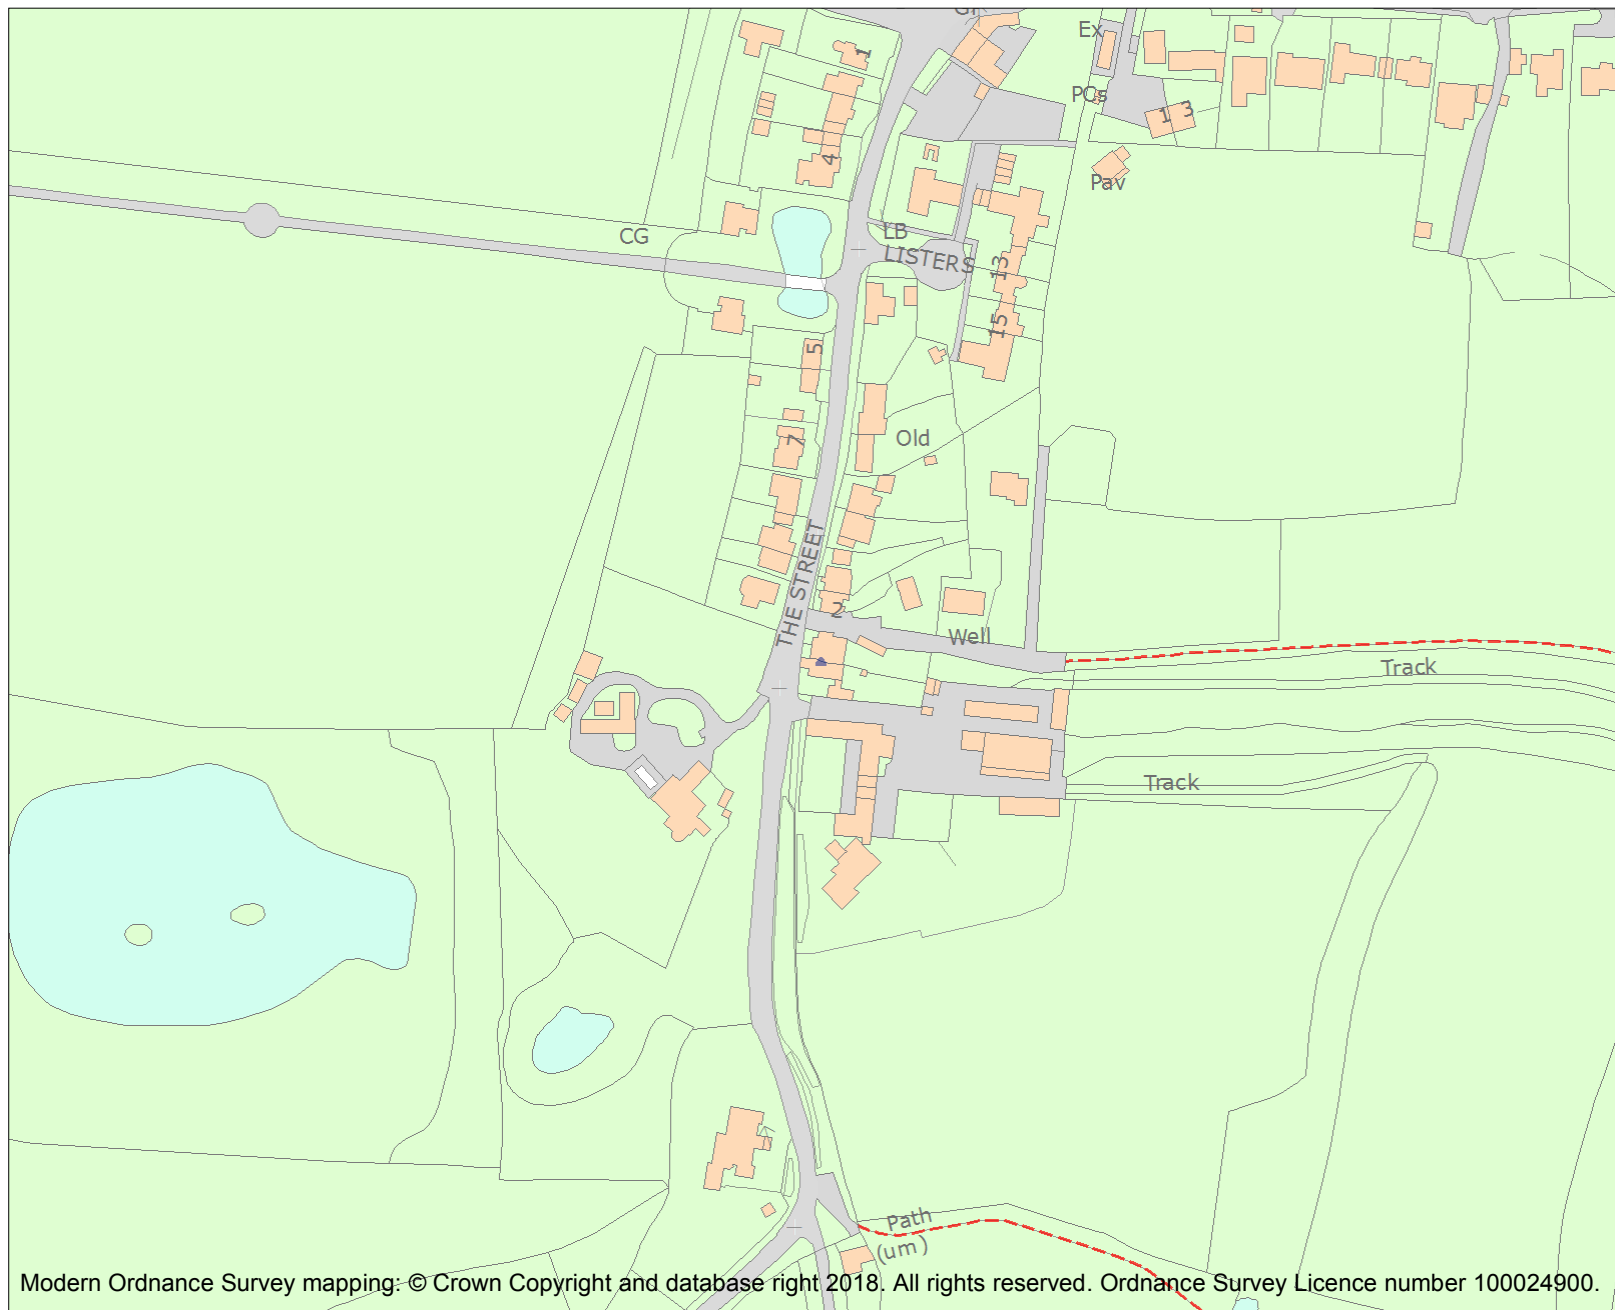 Ex
1
PCs
1 3
4
Pav
CG
LB
LISTERS
13
15
5
7
Old
THE STREET
2
Well
Track
Track
Path
(um)
Modern Ordnance Survey mapping: © Crown Copyright and database right 2018. All rights reserved. Ordnance Survey Licence number 100024900.